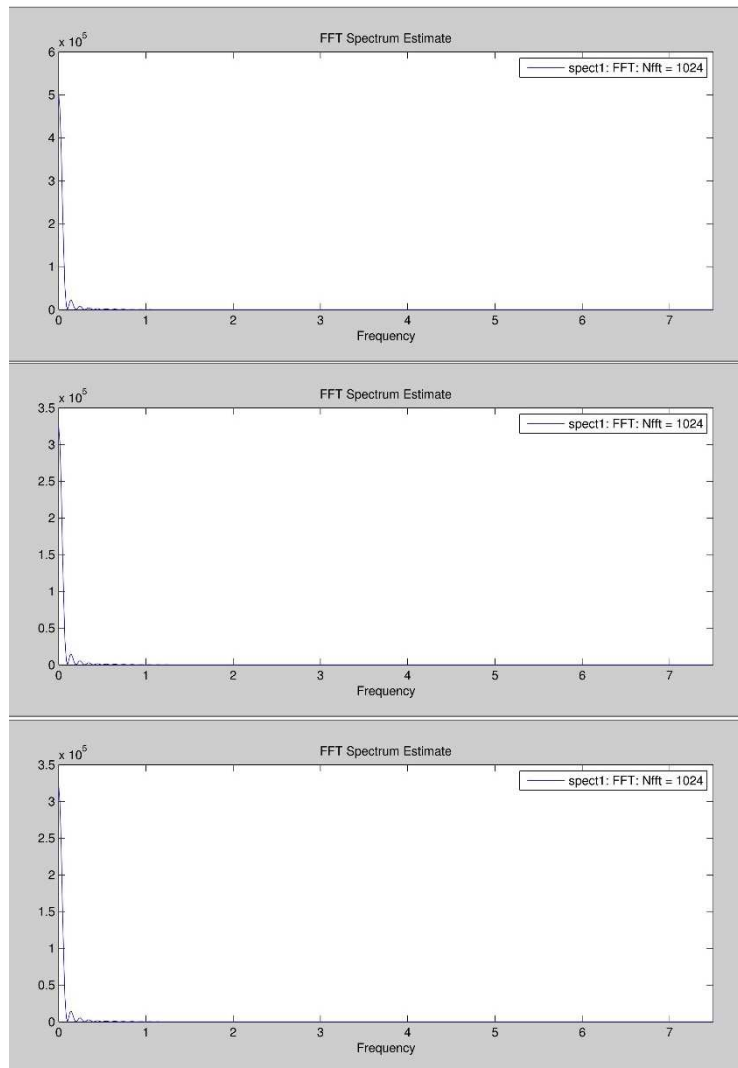 x 10^5
FFT Spectrum Estimate
6
spect1: FFT: Nfft = 1024
5
4
3
2
1
0
0 1 2 3 4 5 6 7
Frequency
x 10^5
FFT Spectrum Estimate
3.5
spect1: FFT: Nfft = 1024
3
2.5
2
1.5
1
0.5
0
0 1 2 3 4 5 6 7
Frequency
x 10^5
FFT Spectrum Estimate
3.5
spect1: FFT: Nfft = 1024
3
2.5
2
1.5
1
0.5
0
0 1 2 3 4 5 6 7
Frequency